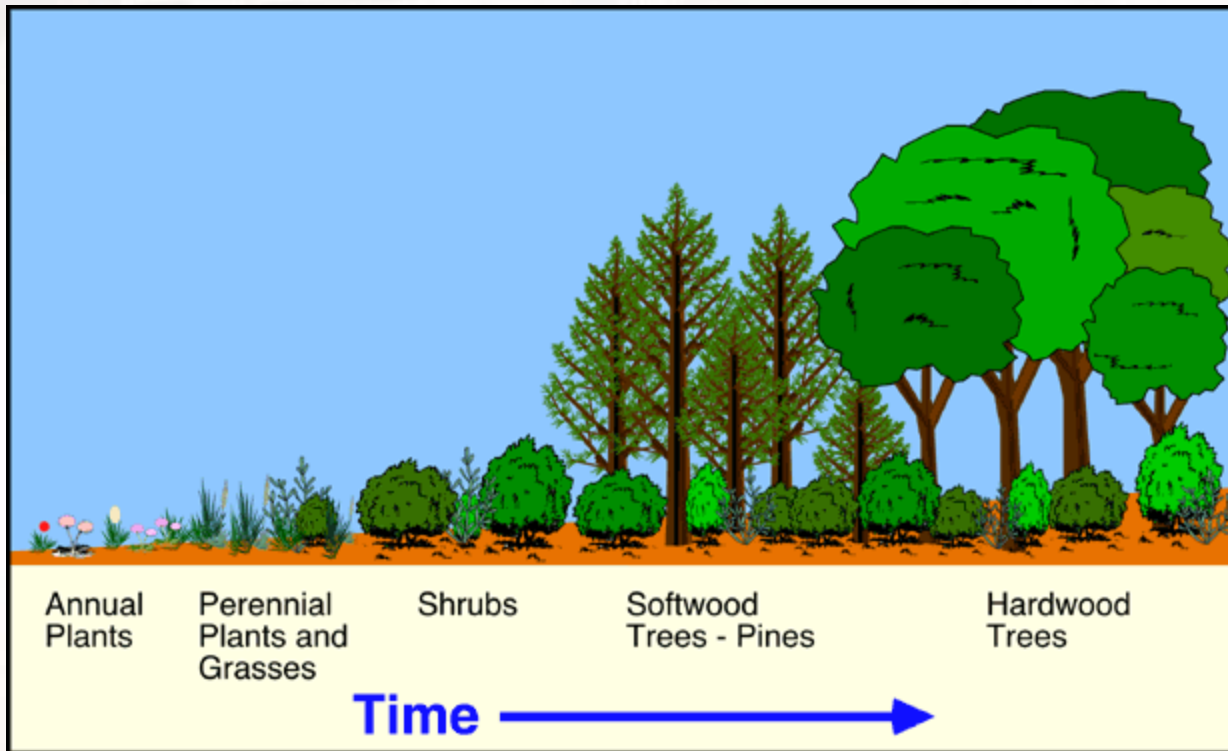 Annual
Plants
Perennial
Plants and
Grasses
Shrubs
Softwood
Trees - Pines
Hardwood
Trees
Time